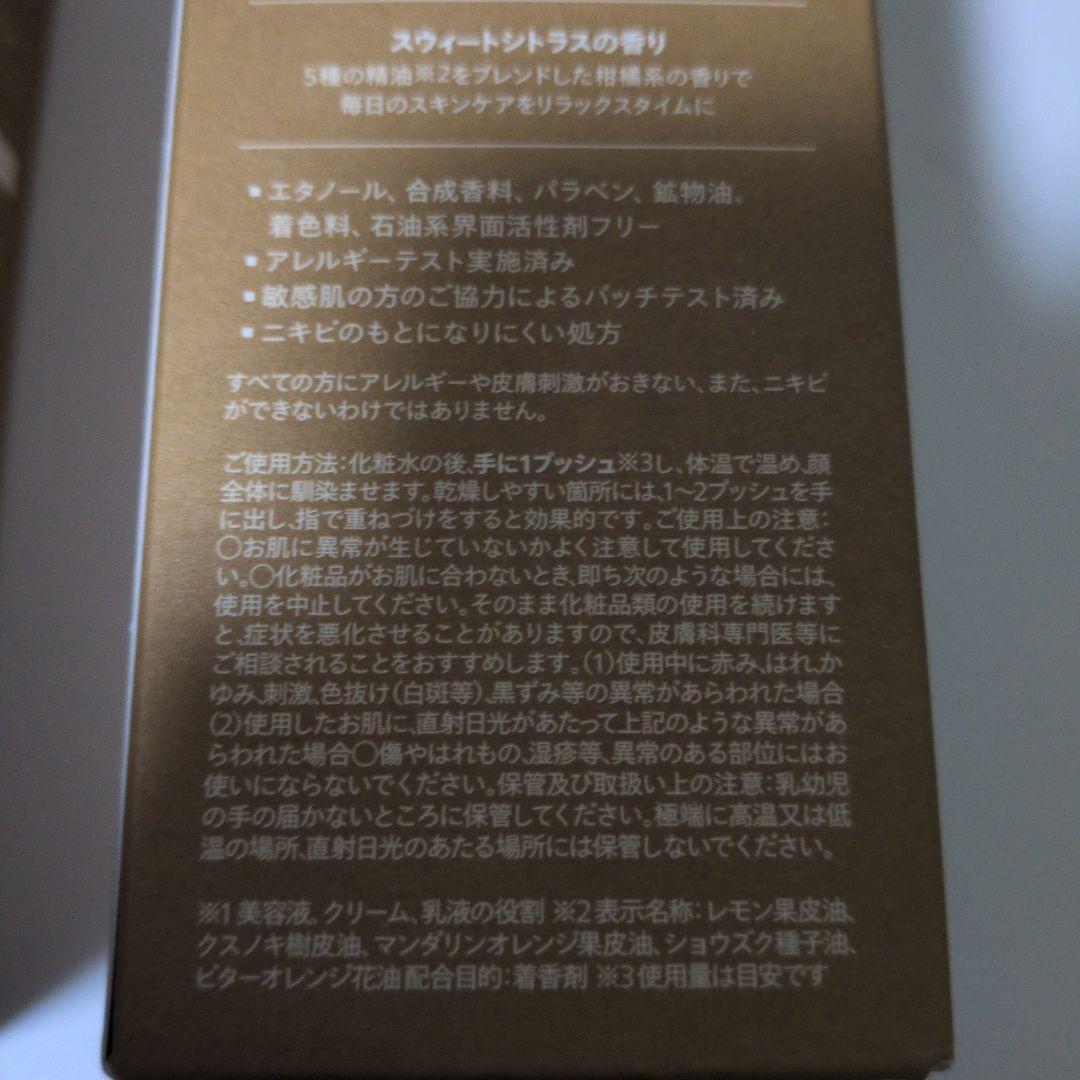 スウィートシトラスの香り
5種の精油※2をブレンドした柑橘系の香りで
毎日のスキンケアをリラックスタイムに
▪エタノール、合成香料、パラベン、鉱物油、
着色料、石油系界面活性剤フリー
▪アレルギーテスト実施済み
▪敏感肌の方のご協力によるパッチテスト済み
▪ニキビのもとになりにくい処方
すべての方にアレルギーや皮膚刺激がおきない、また、ニキビ
ができないわけではありません。
ご使用方法：化粧水の後、手に1プッシュ※3し、体温で温め、顔
全体に馴染ませます。乾燥しやすい箇所には、1〜2プッシュを手
に出し、指で重ねづけをすると効果的です。ご使用上の注意：
○お肌に異常が生じていないかよく注意して使用してくださ
い。○化粧品がお肌に合わないとき、即ち次のような場合には、
使用を中止してください。そのまま化粧品類の使用を続けます
と、症状を悪化させることがありますので、皮膚科専門医等に
ご相談されることをおすすめします。（1）使用中に赤み、はれ、か
ゆみ、刺激、色抜け（白斑等）、黒ずみ等の異常があらわれた場合
（2）使用したお肌に、直射日光があたって上記のような異常があ
らわれた場合○傷やはれもの、湿疹等、異常のある部位にはお
使いにならないでください。保管及び取扱い上の注意：乳幼児
の手の届かないところに保管してください。極端に高温又は低
温の場所、直射日光のあたる場所には保管しないでください。
※1 美容液、クリーム、乳液の役割 ※2 表示名称：レモン果皮油、
クスノキ樹皮油、マンダリンオレンジ果皮油、ショウズク種子油、
ビターオレンジ花油 配合目的：着香剤 ※3 使用量は目安です